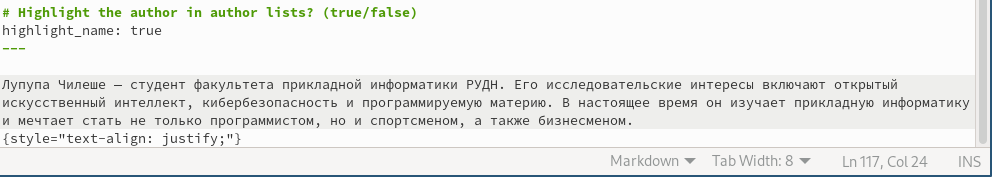 # Highlight the author in author lists? (true/false)
highlight_name: true
---
Лупупа Чилеше — студент факультета прикладной информатики РУДН. Его исследовательские интересы включают открытый
искусственный интеллект, кибербезопасность и программируемую материю. В настоящее время он изучает прикладную информатику
и мечтает стать не только программистом, но и спортсменом, а также бизнесменом.
{style="text-align: justify;"}
Markdown Tab Width: 8 Ln 117, Col 24 INS